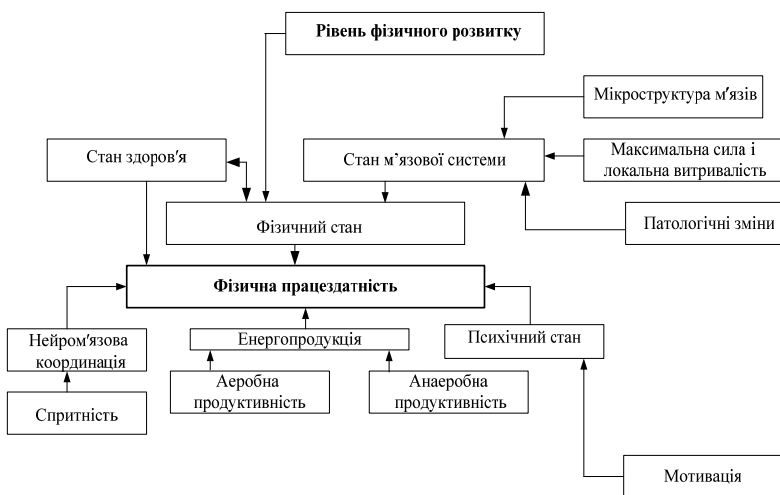 Рівень фізичного розвитку
Мікроструктура м'язів
Стан здоров'я
Стан м'язової системи
Максимальна сила і
локальна витривалість
Фізичний стан
Патологічні зміни
Фізична працездатність
Нейром'язова
координація
Енергопродукція
Психічний стан
Аеробна
продуктивність
Анаеробна
продуктивність
Спритність
Мотивація